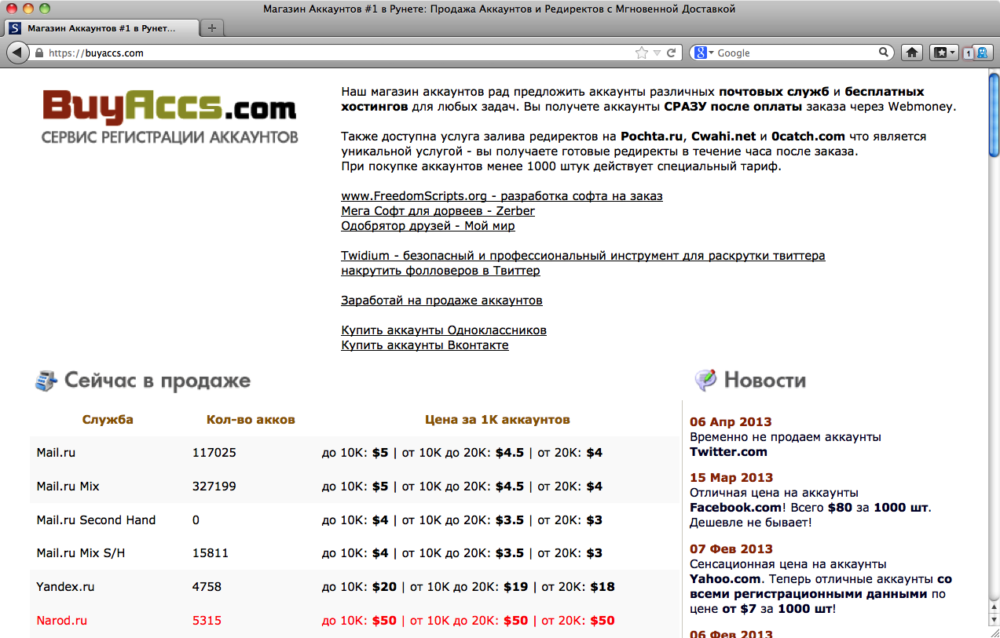 Магазин Аккаунтов #1 в Рунете: Продажа Аккаунтов и Редиректов с Мгновенной Доставкой
S Магазин Аккаунтов #1 в Рунет...
https://buyaccs.com
Google
1
BuyAccs.com
СЕРВИС РЕГИСТРАЦИИ АККАУНТОВ
Наш магазин аккаунтов рад предложить аккаунты различных почтовых служб и бесплатных
хостингов для любых задач. Вы получете аккаунты СРАЗУ после оплаты заказа через Webmoney.
Также доступна услуга залива редиректов на Pochta.ru, Cwahi.net и 0catch.com что является
уникальной услугой - вы получаете готовые редиректы в течение часа после заказа.
При покупке аккаунтов менее 1000 штук действует специальный тариф.
www.FreedomScripts.org - разработка софта на заказ
Мега Софт для дорвеев - Zerber
Одобрятор друзей - Мой мир
Twidium - безопасный и профессиональный инструмент для раскрутки твиттера
накрутить фолловеров в Твиттер
Заработай на продаже аккаунтов
Купить аккаунты Одноклассников
Купить аккаунты Вконтакте
Сейчас в продаже
Служба Кол-во акков Цена за 1К аккаунтов
Mail.ru 117025 до 10K: $5 | от 10K до 20K: $4.5 | от 20K: $4
Mail.ru Mix 327199 до 10K: $5 | от 10K до 20K: $4.5 | от 20K: $4
Mail.ru Second Hand 0 до 10K: $4 | от 10K до 20K: $3.5 | от 20K: $3
Mail.ru Mix S/H 15811 до 10K: $4 | от 10K до 20K: $3.5 | от 20K: $3
Yandex.ru 4758 до 10K: $20 | от 10K до 20K: $19 | от 20K: $18
Narod.ru 5315 до 10K: $50 | от 10K до 20K: $50 | от 20K: $50
Новости
06 Апр 2013
Временно не продаем аккаунты
Twitter.com
15 Мар 2013
Отличная цена на аккаунты
Facebook.com! Всего $80 за 1000 шт.
Дешевле не бывает!
07 Фев 2013
Сенсационная цена на аккаунты
Yahoo.com. Теперь отличные аккаунты со
всеми регистрационными данными по
цене от $7 за 1000 шт!
06 Фев 2013